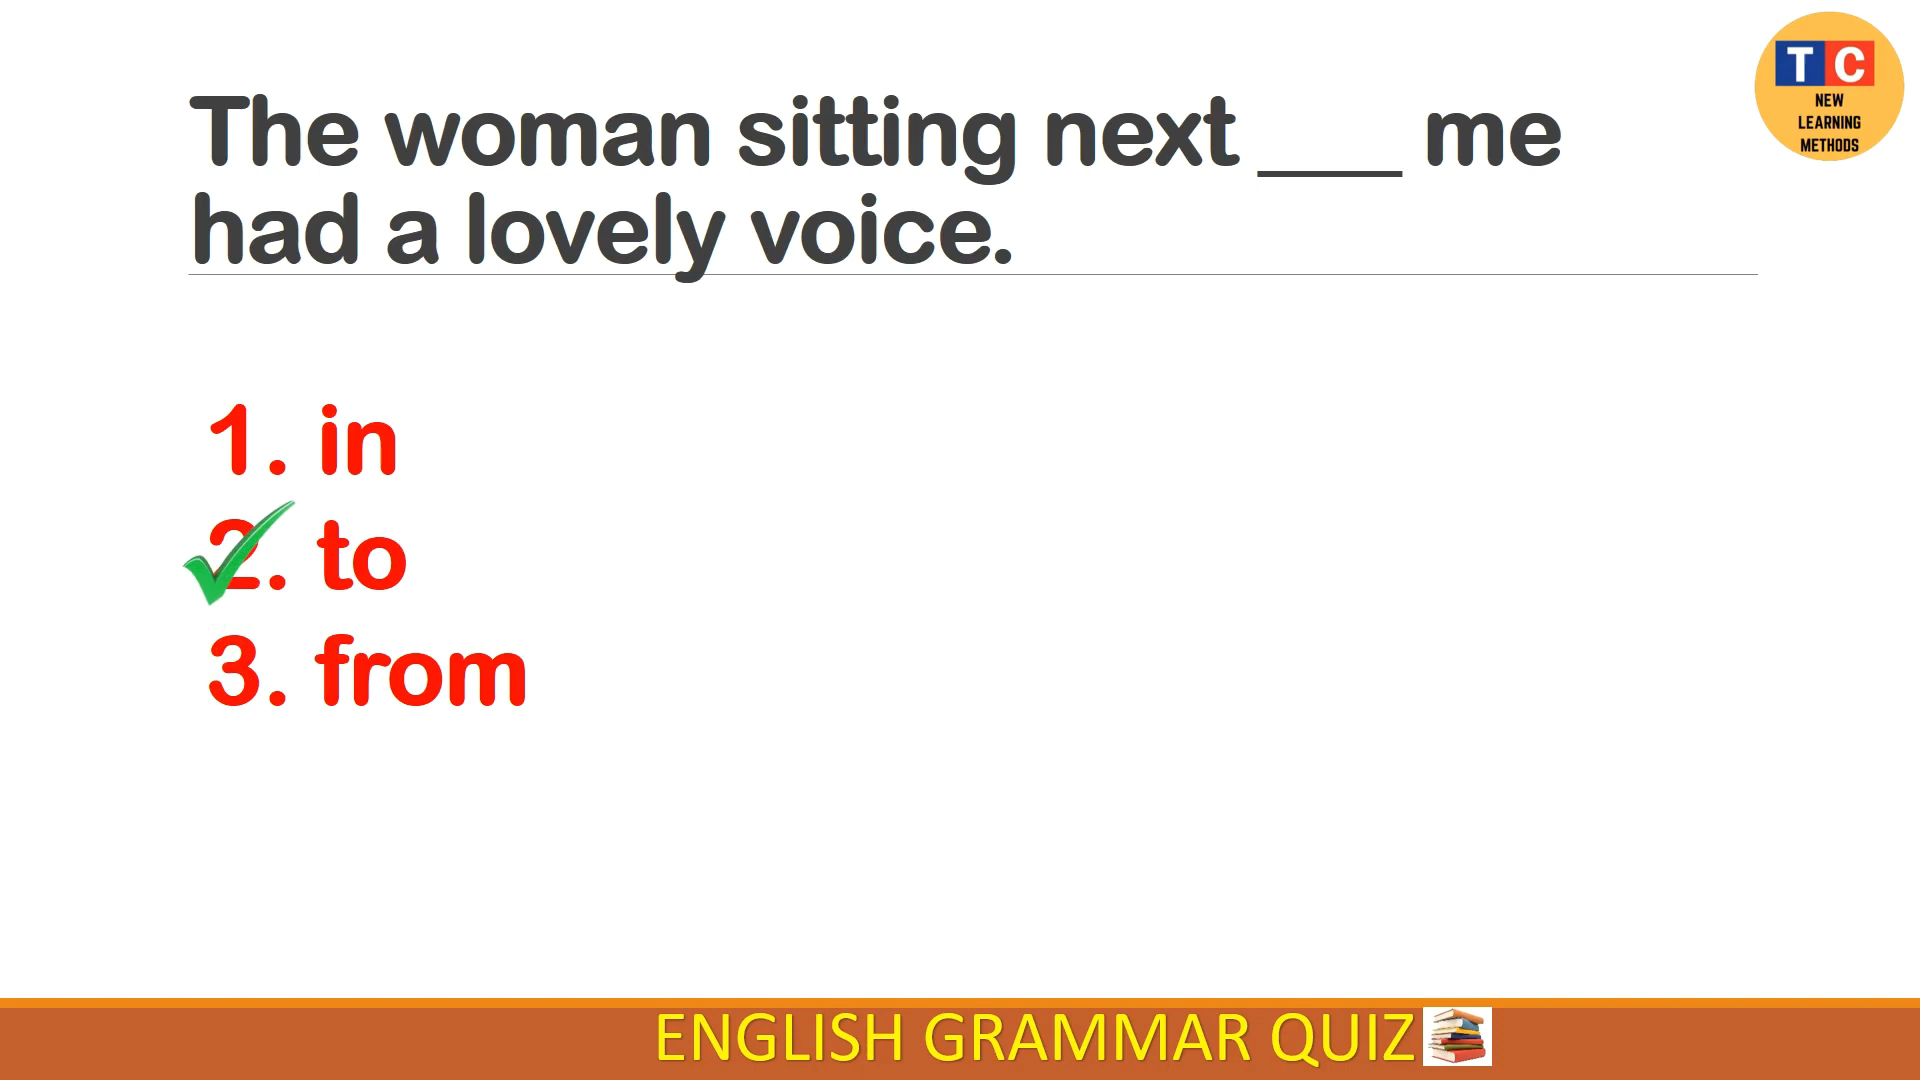 The woman sitting next ____ me
had a lovely voice.
1. in
2. to
3. from
TC
NEW
LEARNING
METHODS
ENGLISH GRAMMAR QUIZ